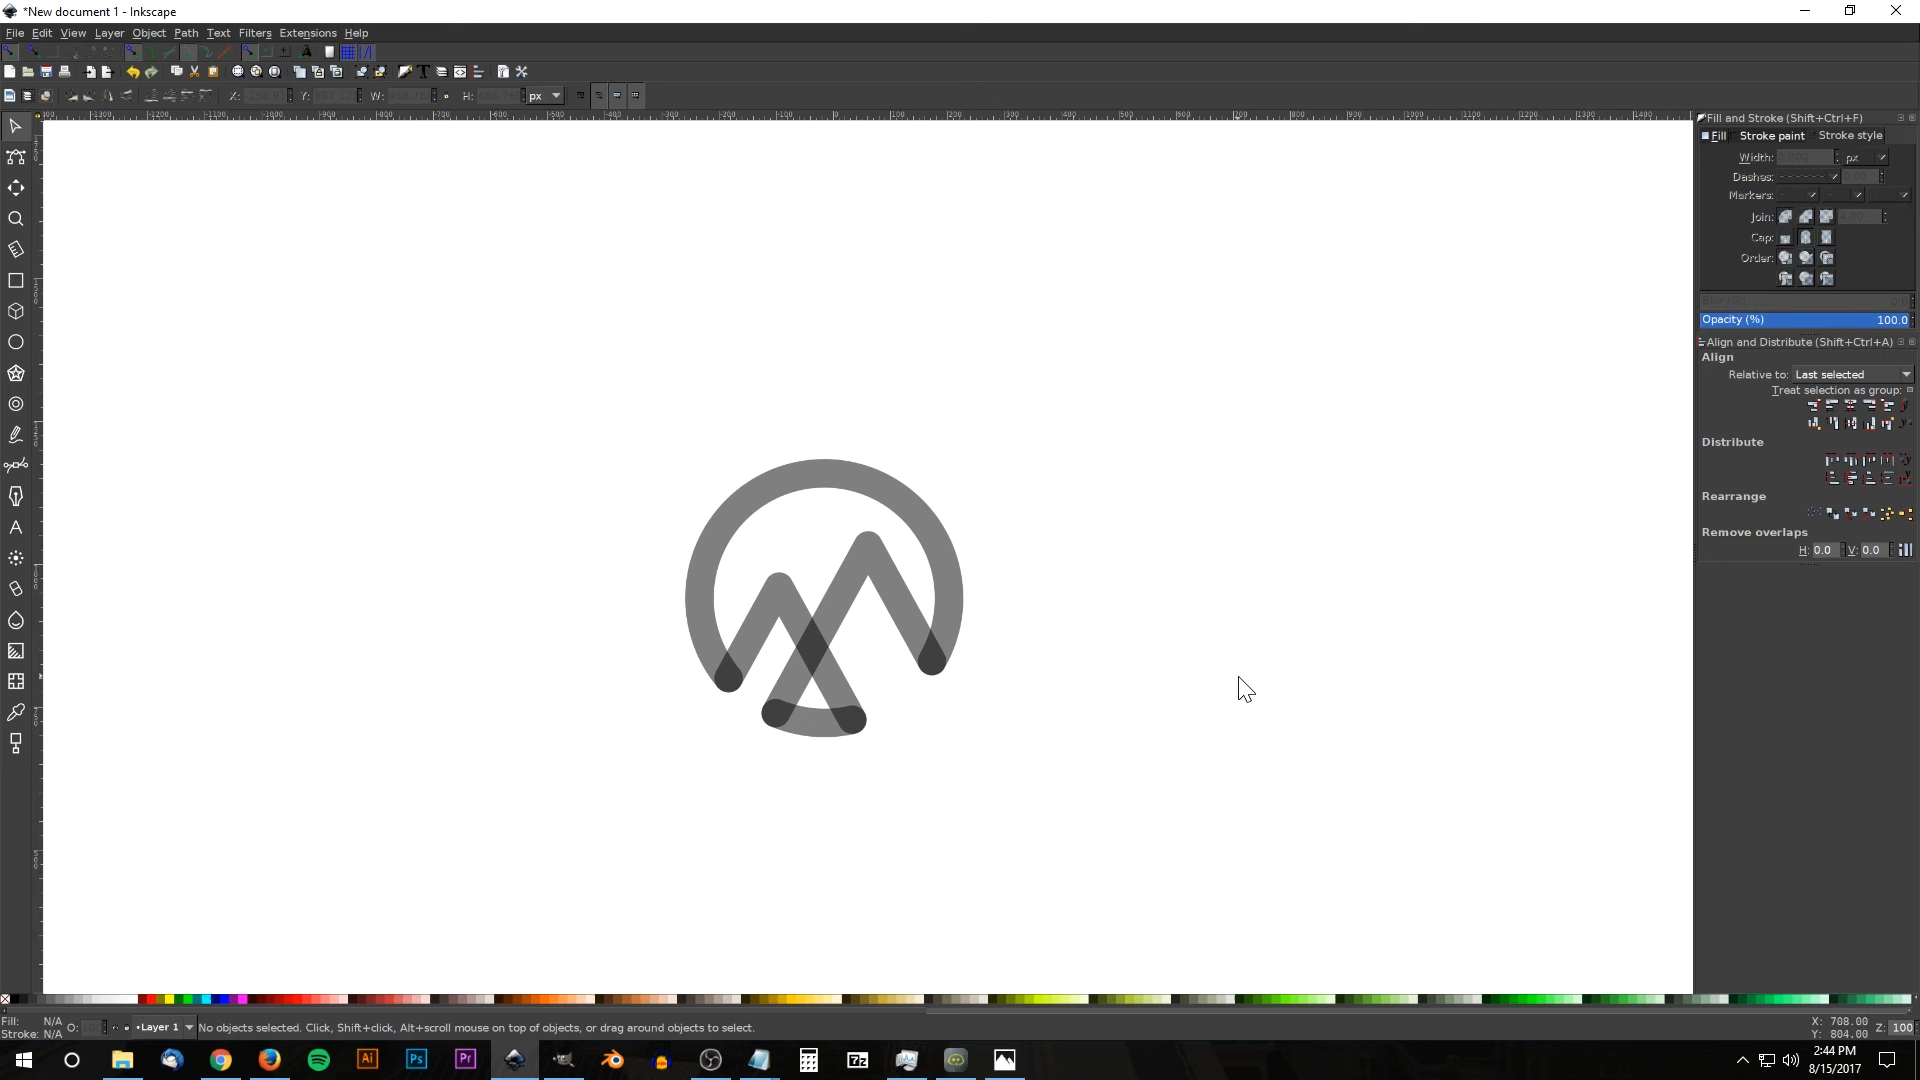 *New document 1 - Inkscape
File Edit View Layer Object Path Text Filters Extensions Help
X: Y: W: H: px
Fill and Stroke (Shift+Ctrl+F)
Fill Stroke paint Stroke style
Width: px
Dashes:
Markers:
Join:
Cap:
Order:
Opacity (%) 100.0
Align and Distribute (Shift+Ctrl+A)
Align
Relative to: Last selected
Treat selection as group:
Distribute
Rearrange
Remove overlaps
H: 0.0 V: 0.0
Fill: N/A
Stroke: N/A
O:
•Layer 1
No objects selected. Click, Shift+click, Alt+scroll mouse on top of objects, or drag around objects to select.
X: 708.00
Y: 804.00
Z: 100
Ai Ps Pr 7z
2:44 PM
8/15/2017